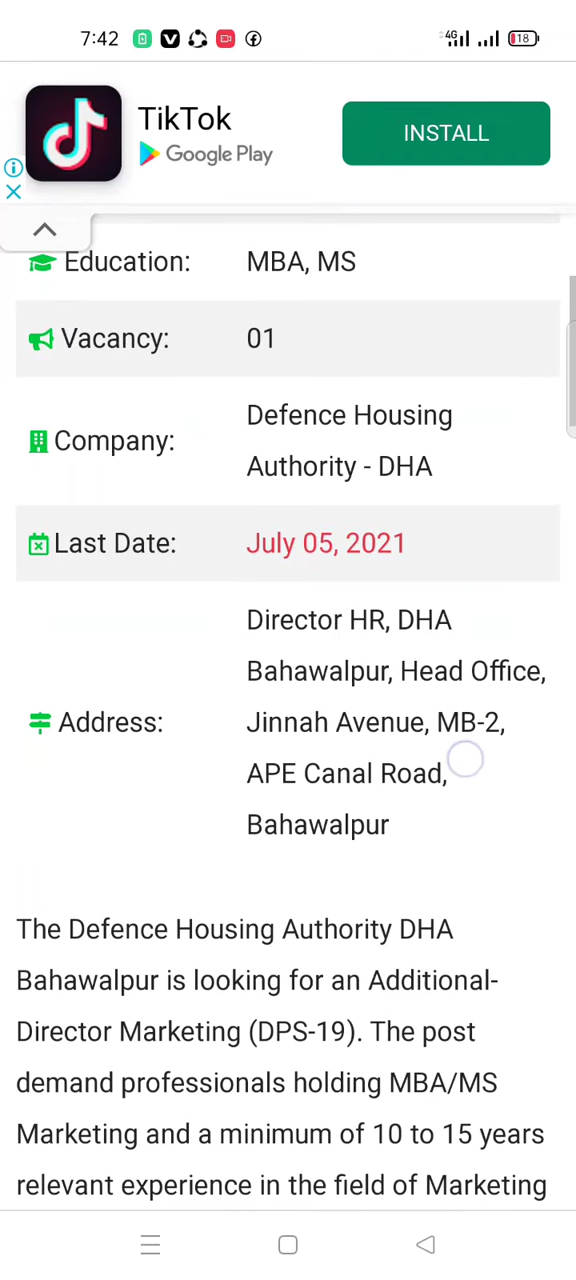 7:42 4G 18
TikTok
Google Play
INSTALL
Education: MBA, MS
Vacancy: 01
Company: Defence Housing
Authority - DHA
Last Date: July 05, 2021
Director HR, DHA
Bahawalpur, Head Office,
Address: Jinnah Avenue, MB-2,
APE Canal Road,
Bahawalpur
The Defence Housing Authority DHA
Bahawalpur is looking for an Additional-
Director Marketing (DPS-19). The post
demand professionals holding MBA/MS
Marketing and a minimum of 10 to 15 years
relevant experience in the field of Marketing